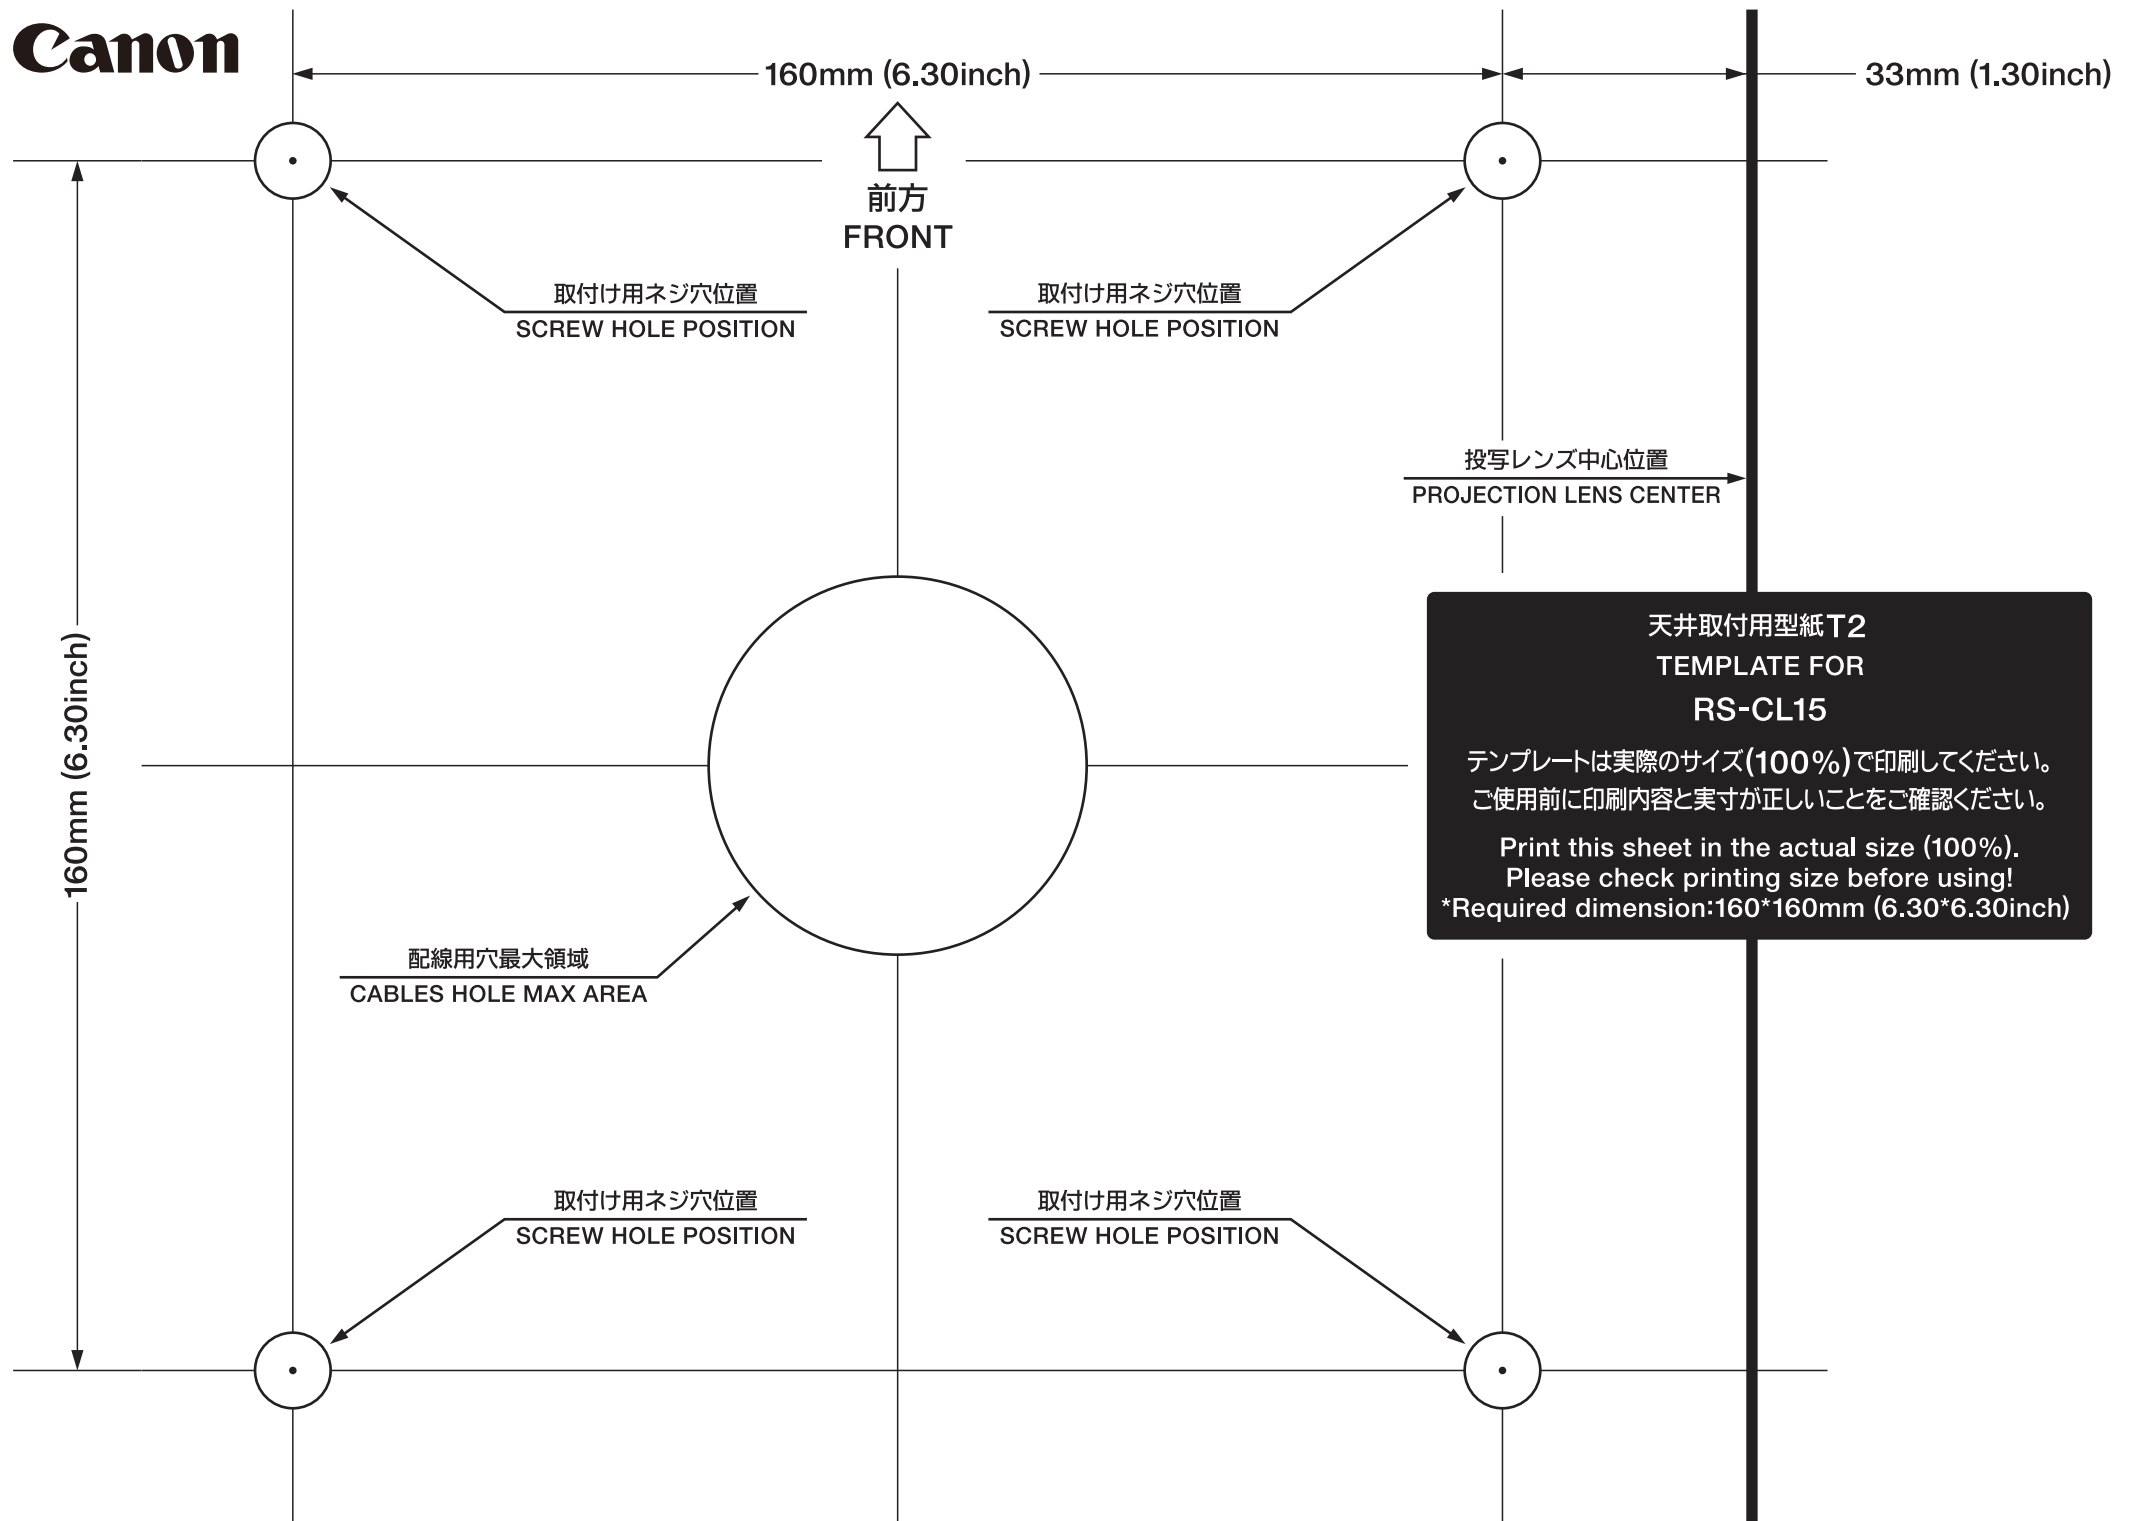 Canon
160mm (6.30inch)
33mm (1.30inch)
前方
FRONT
取付け用ネジ穴位置
SCREW HOLE POSITION
取付け用ネジ穴位置
SCREW HOLE POSITION
投写レンズ中心位置
PROJECTION LENS CENTER
160mm (6.30inch)
天井取付用型紙T2
TEMPLATE FOR
RS-CL15
テンプレートは実際のサイズ(100%)で印刷してください。
ご使用前に印刷内容と実寸が正しいことをご確認ください。
Print this sheet in the actual size (100%).
Please check printing size before using!
*Required dimension:160*160mm (6.30*6.30inch)
配線用穴最大領域
CABLES HOLE MAX AREA
取付け用ネジ穴位置
SCREW HOLE POSITION
取付け用ネジ穴位置
SCREW HOLE POSITION